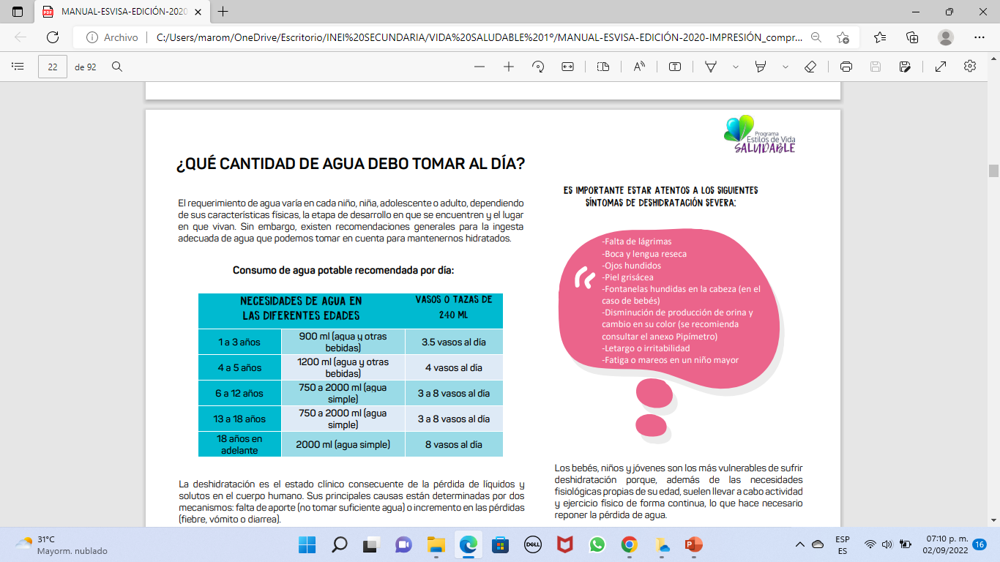 MANUAL-ESVISA-EDICIÓN-2020
Archivo
C:/Users/marom/OneDrive/Escritorio/INEI%20SECUNDARIA/VIDA%20SALUDABLE%201º/MANUAL-ESVISA-EDICIÓN-2020-IMPRESIÓN_compr...
22
de 92
Programa
Estilos de Vida
SALUDABLE
¿QUÉ CANTIDAD DE AGUA DEBO TOMAR AL DÍA?
El requerimiento de agua varía en cada niño, niña, adolescente o adulto, dependiendo
de sus características físicas, la etapa de desarrollo en que se encuentren y el lugar
en que vivan. Sin embargo, existen recomendaciones generales para la ingesta
adecuada de agua que podemos tomar en cuenta para mantenernos hidratados.
Consumo de agua potable recomendada por día:
NECESIDADES DE AGUA EN
LAS DIFERENTES EDADES
VASOS O TAZAS DE
240 ML
1 a 3 años
900 ml (agua y otras
bebidas)
3.5 vasos al día
4 a 5 años
1200 ml (agua y otras
bebidas)
4 vasos al día
6 a 12 años
750 a 2000 ml (agua
simple)
3 a 8 vasos al día
13 a 18 años
750 a 2000 ml (agua
simple)
3 a 8 vasos al día
18 años en
adelante
2000 ml (agua simple)
8 vasos al día
La deshidratación es el estado clínico consecuente de la pérdida de líquidos y
solutos en el cuerpo humano. Sus principales causas están determinadas por dos
mecanismos: falta de aporte (no tomar suficiente agua) o incremento en las pérdidas
(fiebre, vómito o diarrea).
ES IMPORTANTE ESTAR ATENTOS A LOS SIGUIENTES
SÍNTOMAS DE DESHIDRATACIÓN SEVERA:
-Falta de lágrimas
-Boca y lengua reseca
-Ojos hundidos
-Piel grisácea
-Fontanelas hundidas en la cabeza (en el
caso de bebés)
-Disminución de producción de orina y
cambio en su color (se recomienda
consultar el anexo Pipímetro)
-Letargo o irritabilidad
-Fatiga o mareos en un niño mayor
Los bebés, niños y jóvenes son los más vulnerables de sufrir
deshidratación porque, además de las necesidades
fisiológicas propias de su edad, suelen llevar a cabo actividad
y ejercicio físico de forma continua, lo que hace necesario
reponer la pérdida de agua.
31°C
Mayorm. nublado
DELL
ESP
ES
07:10 p. m.
02/09/2022
16